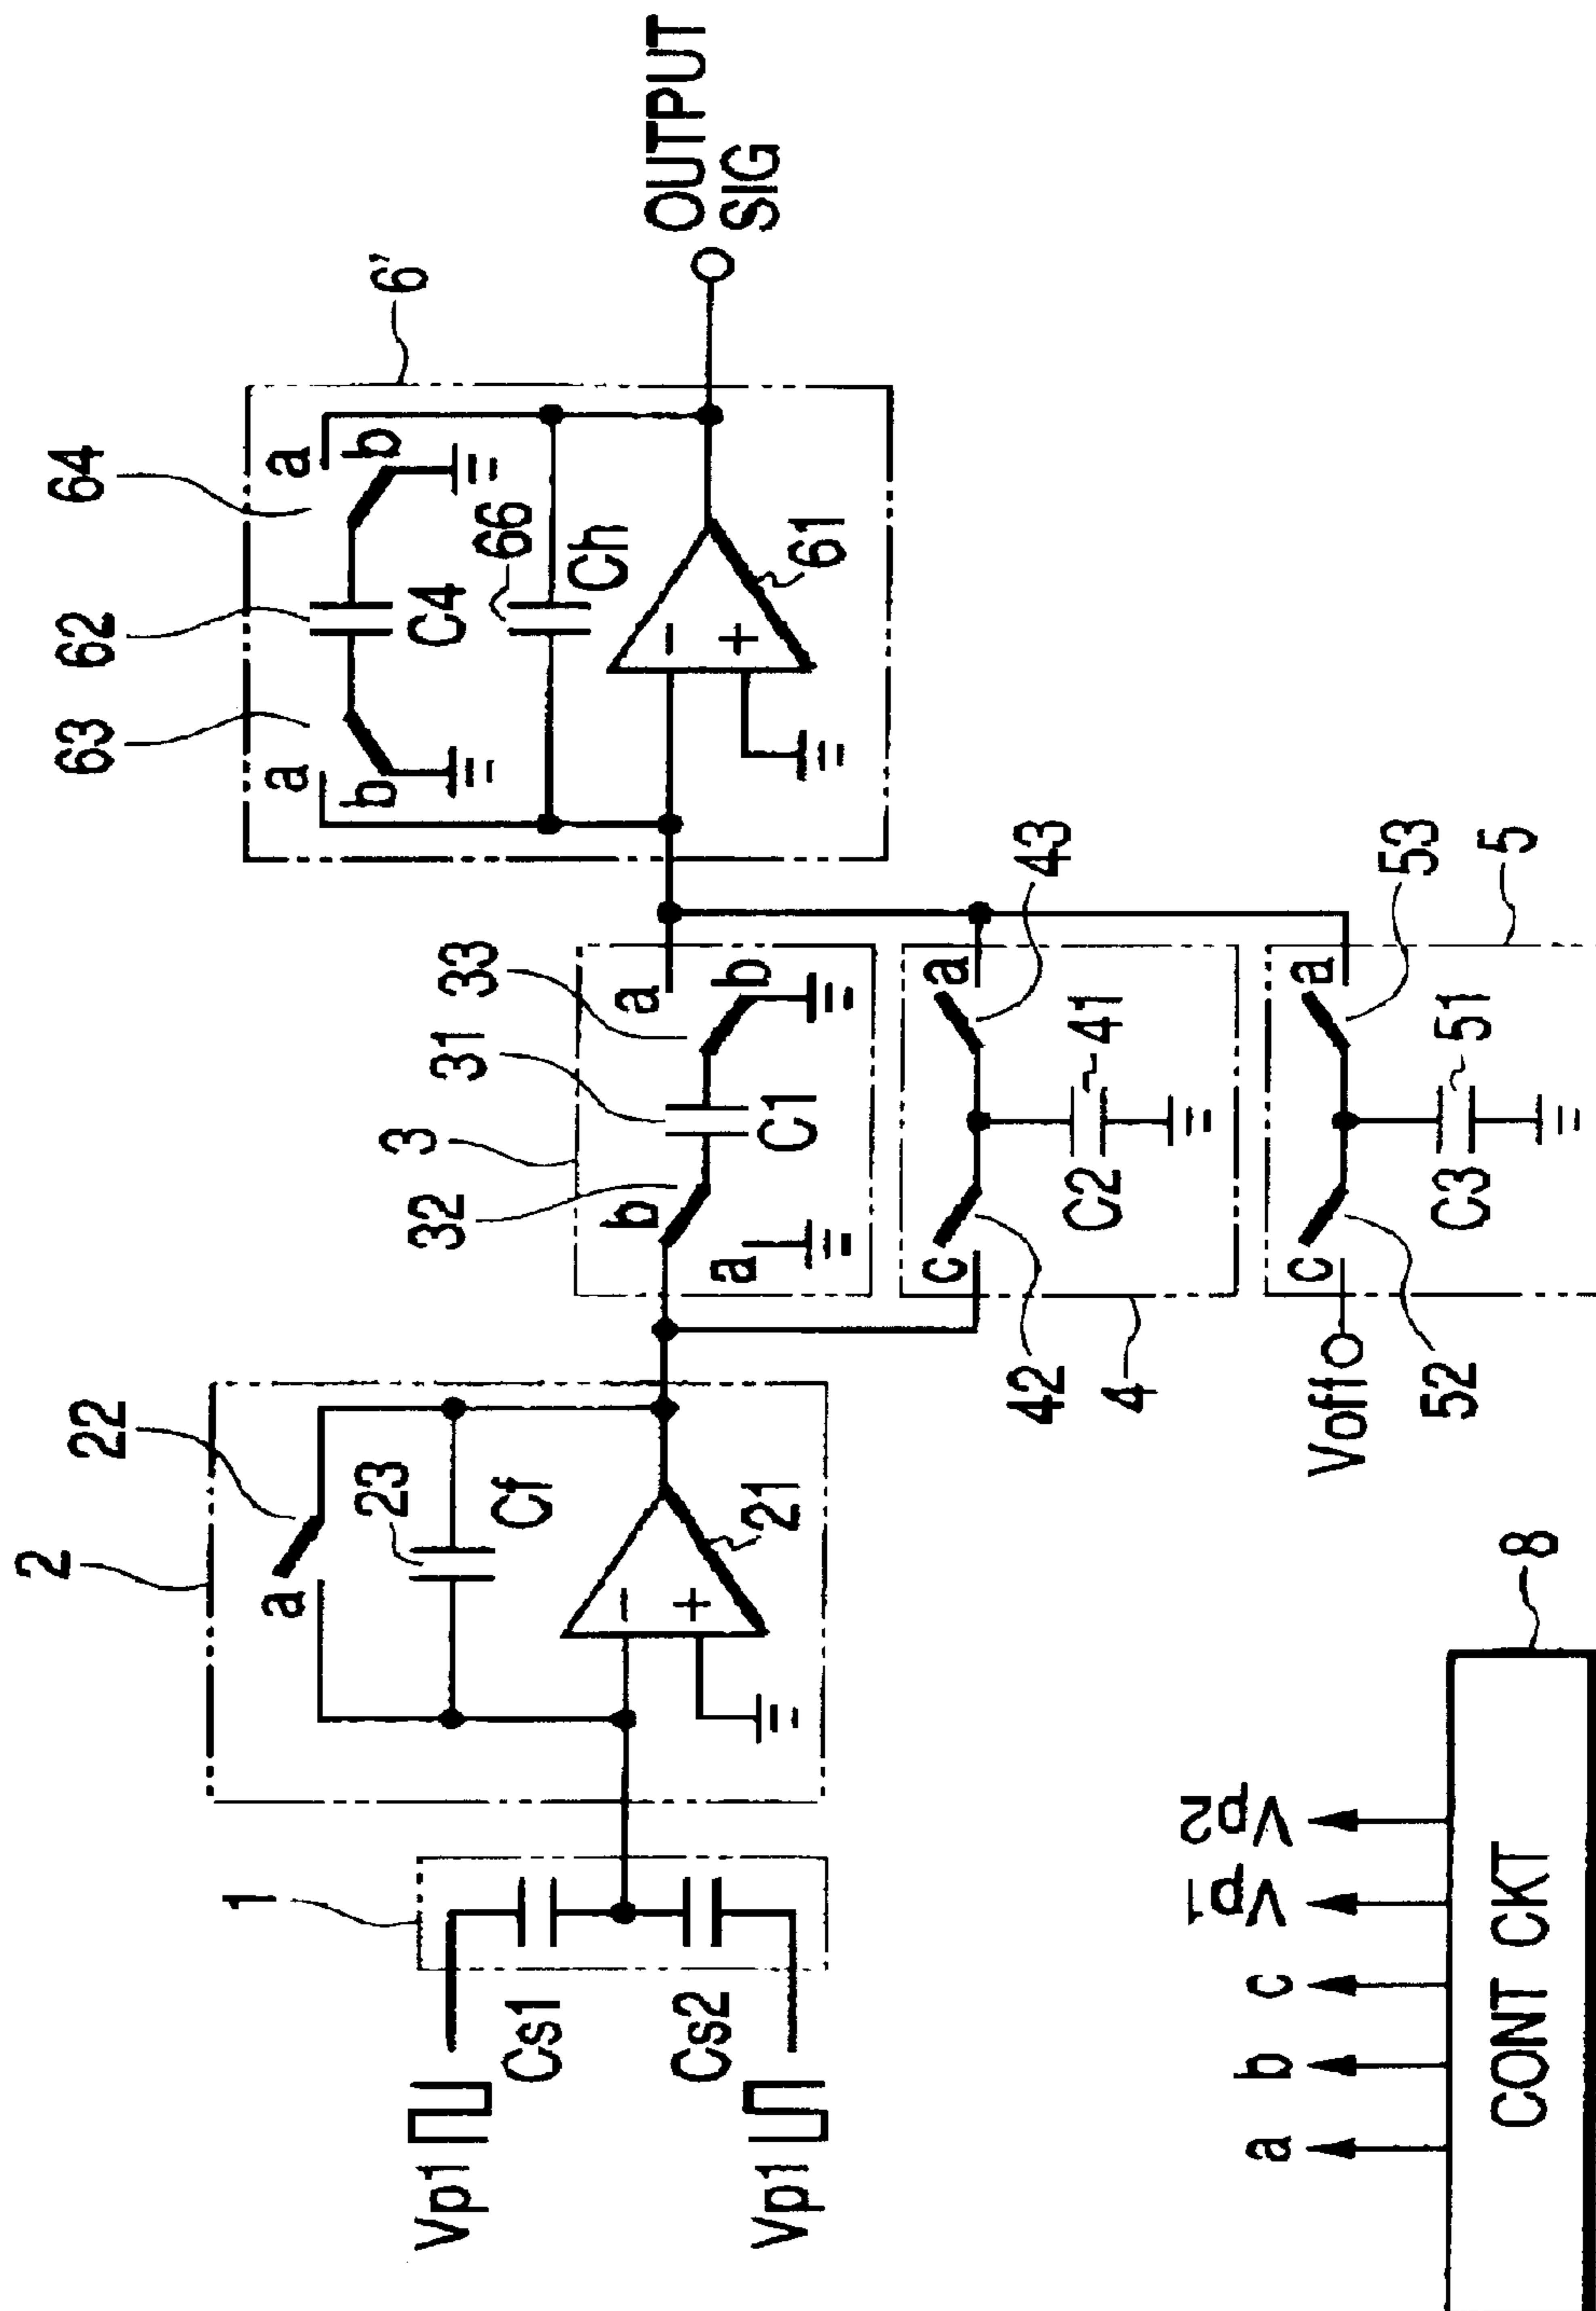 2
22
a
23
Cf
21
1
Vp1
Cs1
Cs2
Vp1
3
32
31
33
b
a
a
b
C1
c
a
43
42
C2
41
4
Voff
c
a
53
52
C3
51
5
63
62
64
6'
a
b
a
b
C4
66
Ch
61
OUTPUT
SIG
a
b
c
Vp1
Vp2
CONT CKT
8